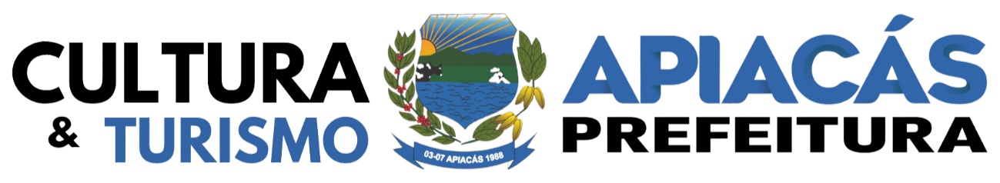 CULTURA
& TURISMO
03-07 APIACÁS 1988
APIACÁS
PREFEITURA